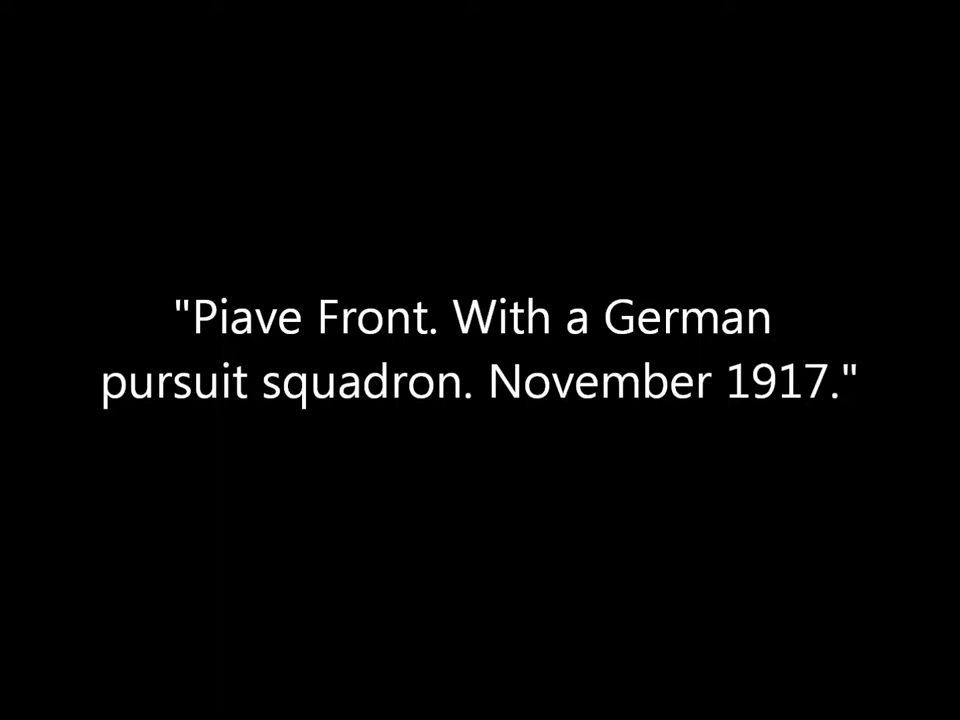 "Piave Front. With a German
pursuit squadron. November 1917."